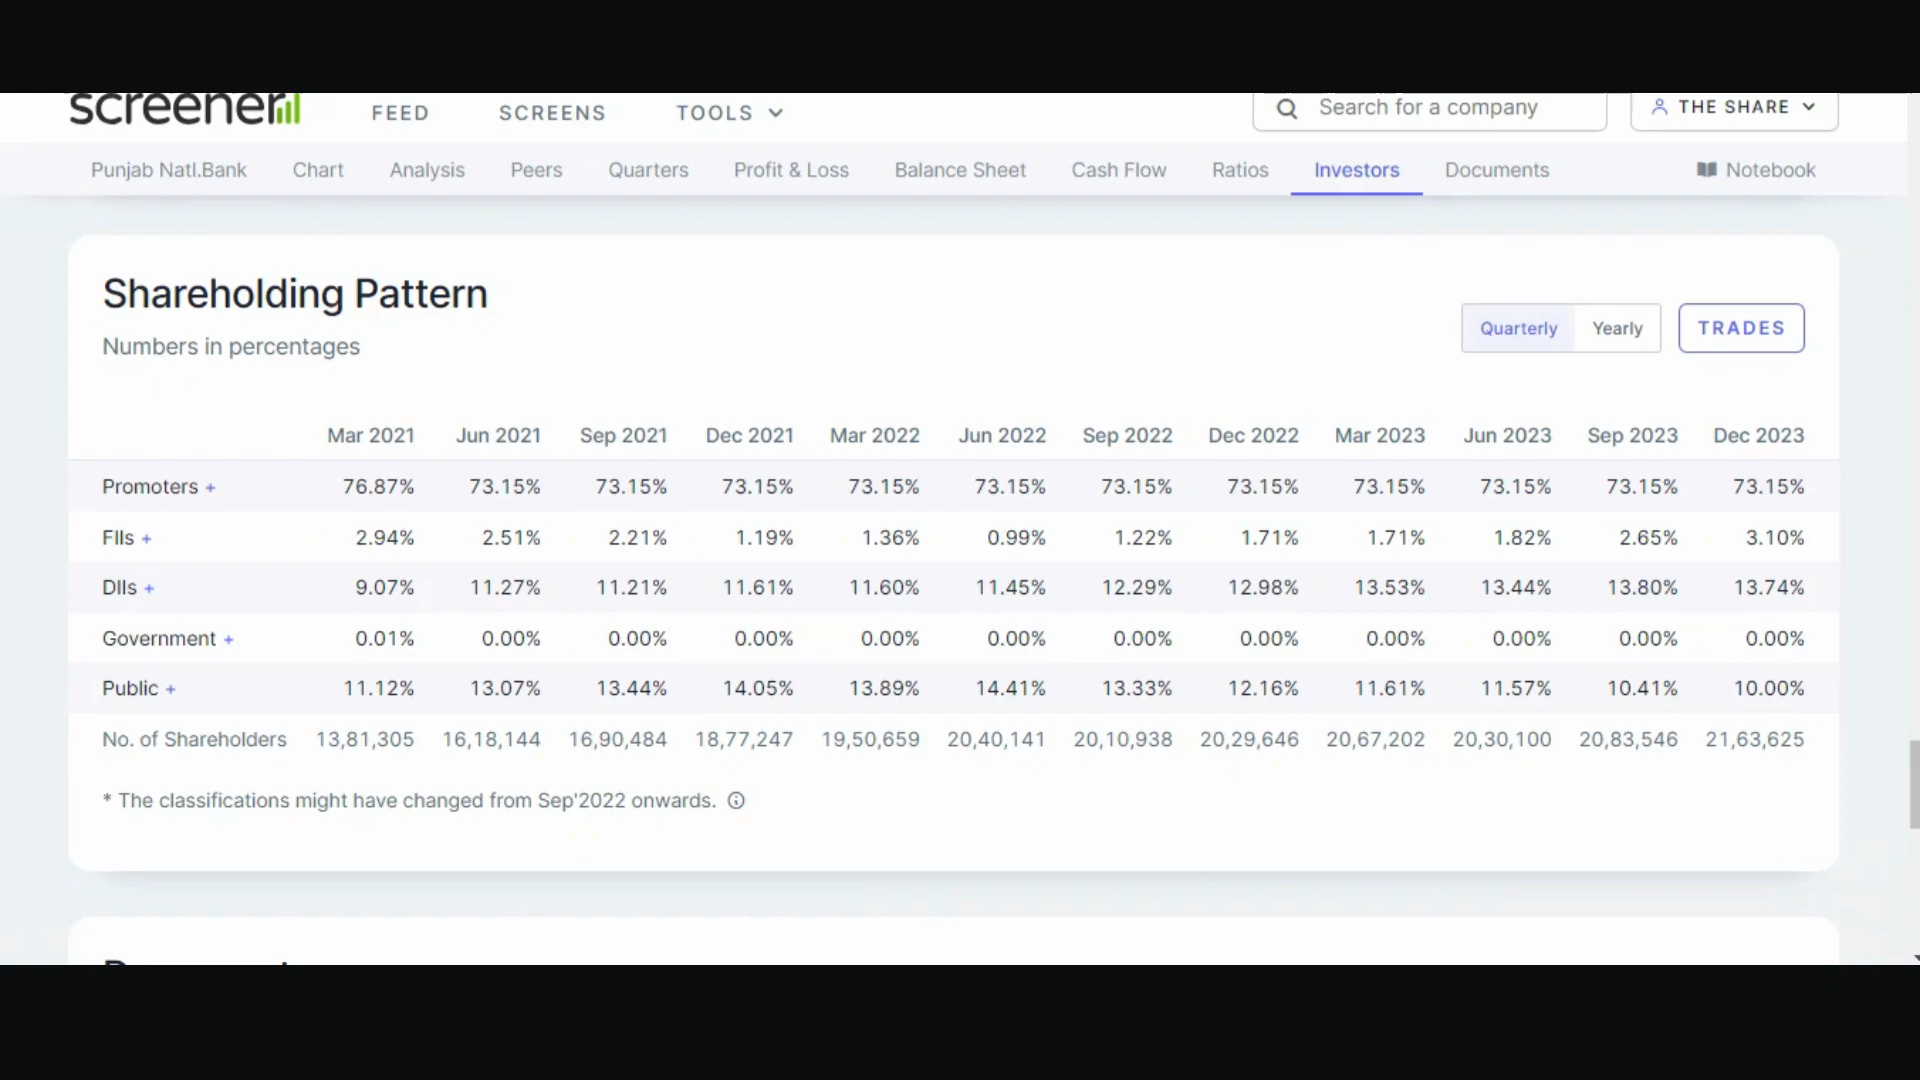 screener FEED SCREENS TOOLS Search for a company THE SHARE
Punjab Natl.Bank Chart Analysis Peers Quarters Profit & Loss Balance Sheet Cash Flow Ratios Investors Documents Notebook
Shareholding Pattern
Numbers in percentages
Quarterly Yearly TRADES
Mar 2021 Jun 2021 Sep 2021 Dec 2021 Mar 2022 Jun 2022 Sep 2022 Dec 2022 Mar 2023 Jun 2023 Sep 2023 Dec 2023
Promoters + 76.87% 73.15% 73.15% 73.15% 73.15% 73.15% 73.15% 73.15% 73.15% 73.15% 73.15% 73.15%
FIIs + 2.94% 2.51% 2.21% 1.19% 1.36% 0.99% 1.22% 1.71% 1.71% 1.82% 2.65% 3.10%
DIIs + 9.07% 11.27% 11.21% 11.61% 11.60% 11.45% 12.29% 12.98% 13.53% 13.44% 13.80% 13.74%
Government + 0.01% 0.00% 0.00% 0.00% 0.00% 0.00% 0.00% 0.00% 0.00% 0.00% 0.00% 0.00%
Public + 11.12% 13.07% 13.44% 14.05% 13.89% 14.41% 13.33% 12.16% 11.61% 11.57% 10.41% 10.00%
No. of Shareholders 13,81,305 16,18,144 16,90,484 18,77,247 19,50,659 20,40,141 20,10,938 20,29,646 20,67,202 20,30,100 20,83,546 21,63,625
* The classifications might have changed from Sep'2022 onwards.